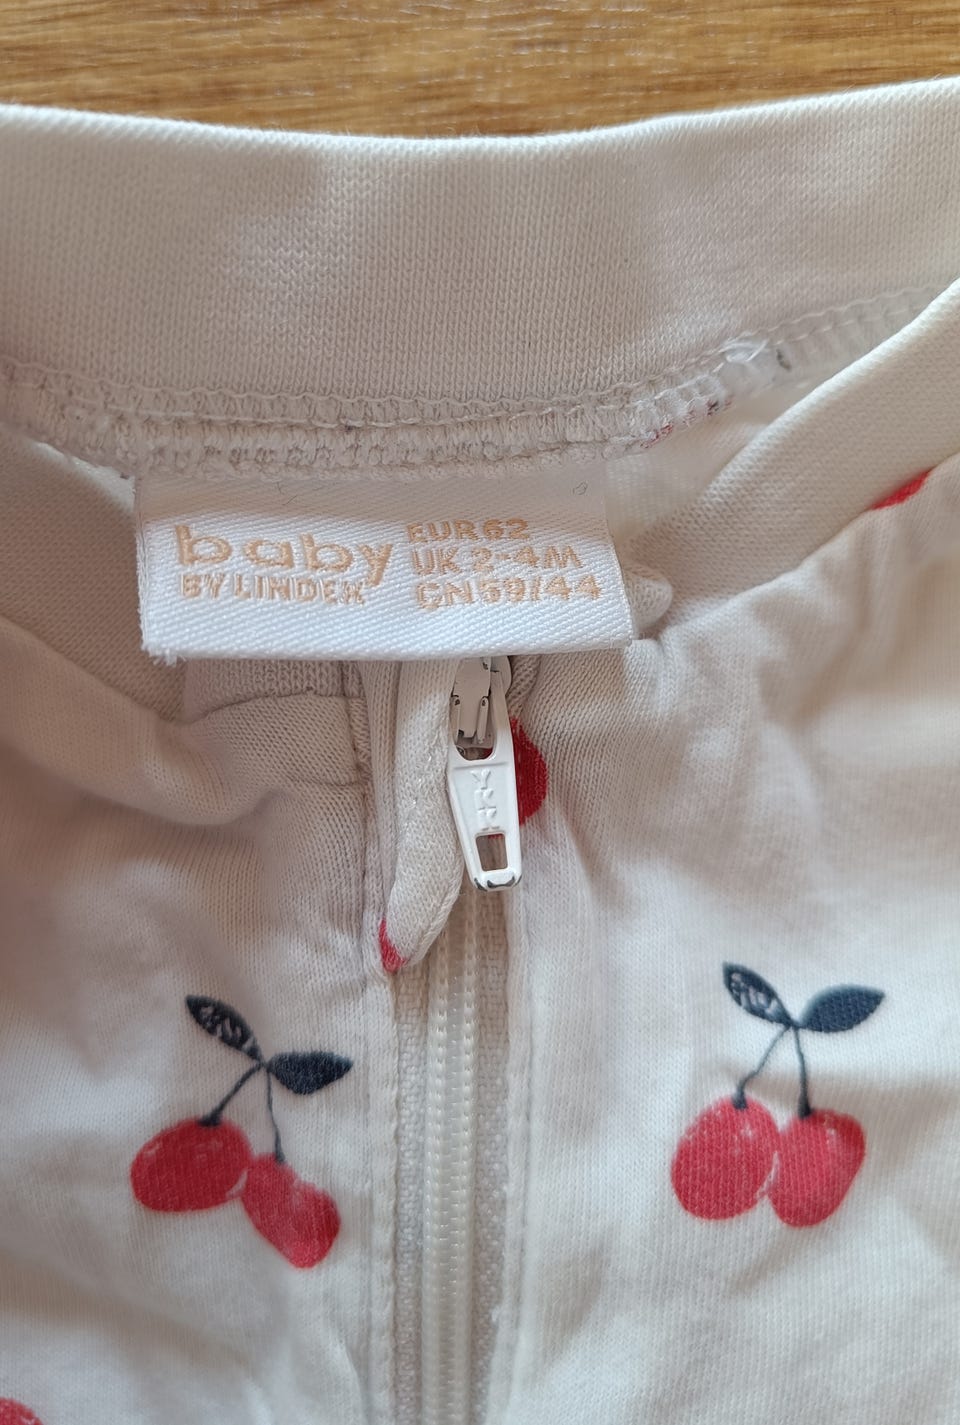 baby
BY LINDEX
EUR 62
UK 2-4M
CN 59/44
YKK